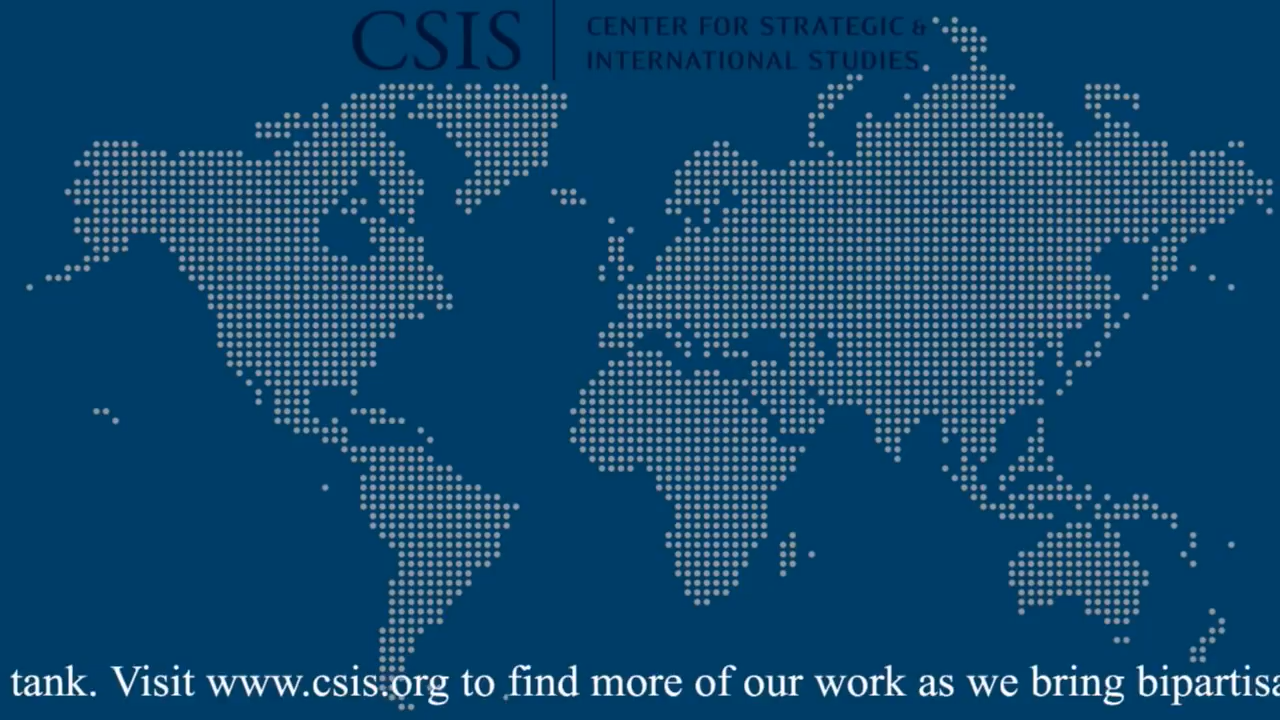 CSIS
CENTER FOR STRATEGIC &
INTERNATIONAL STUDIES
tank. Visit www.csis.org to find more of our work as we bring bipartisa